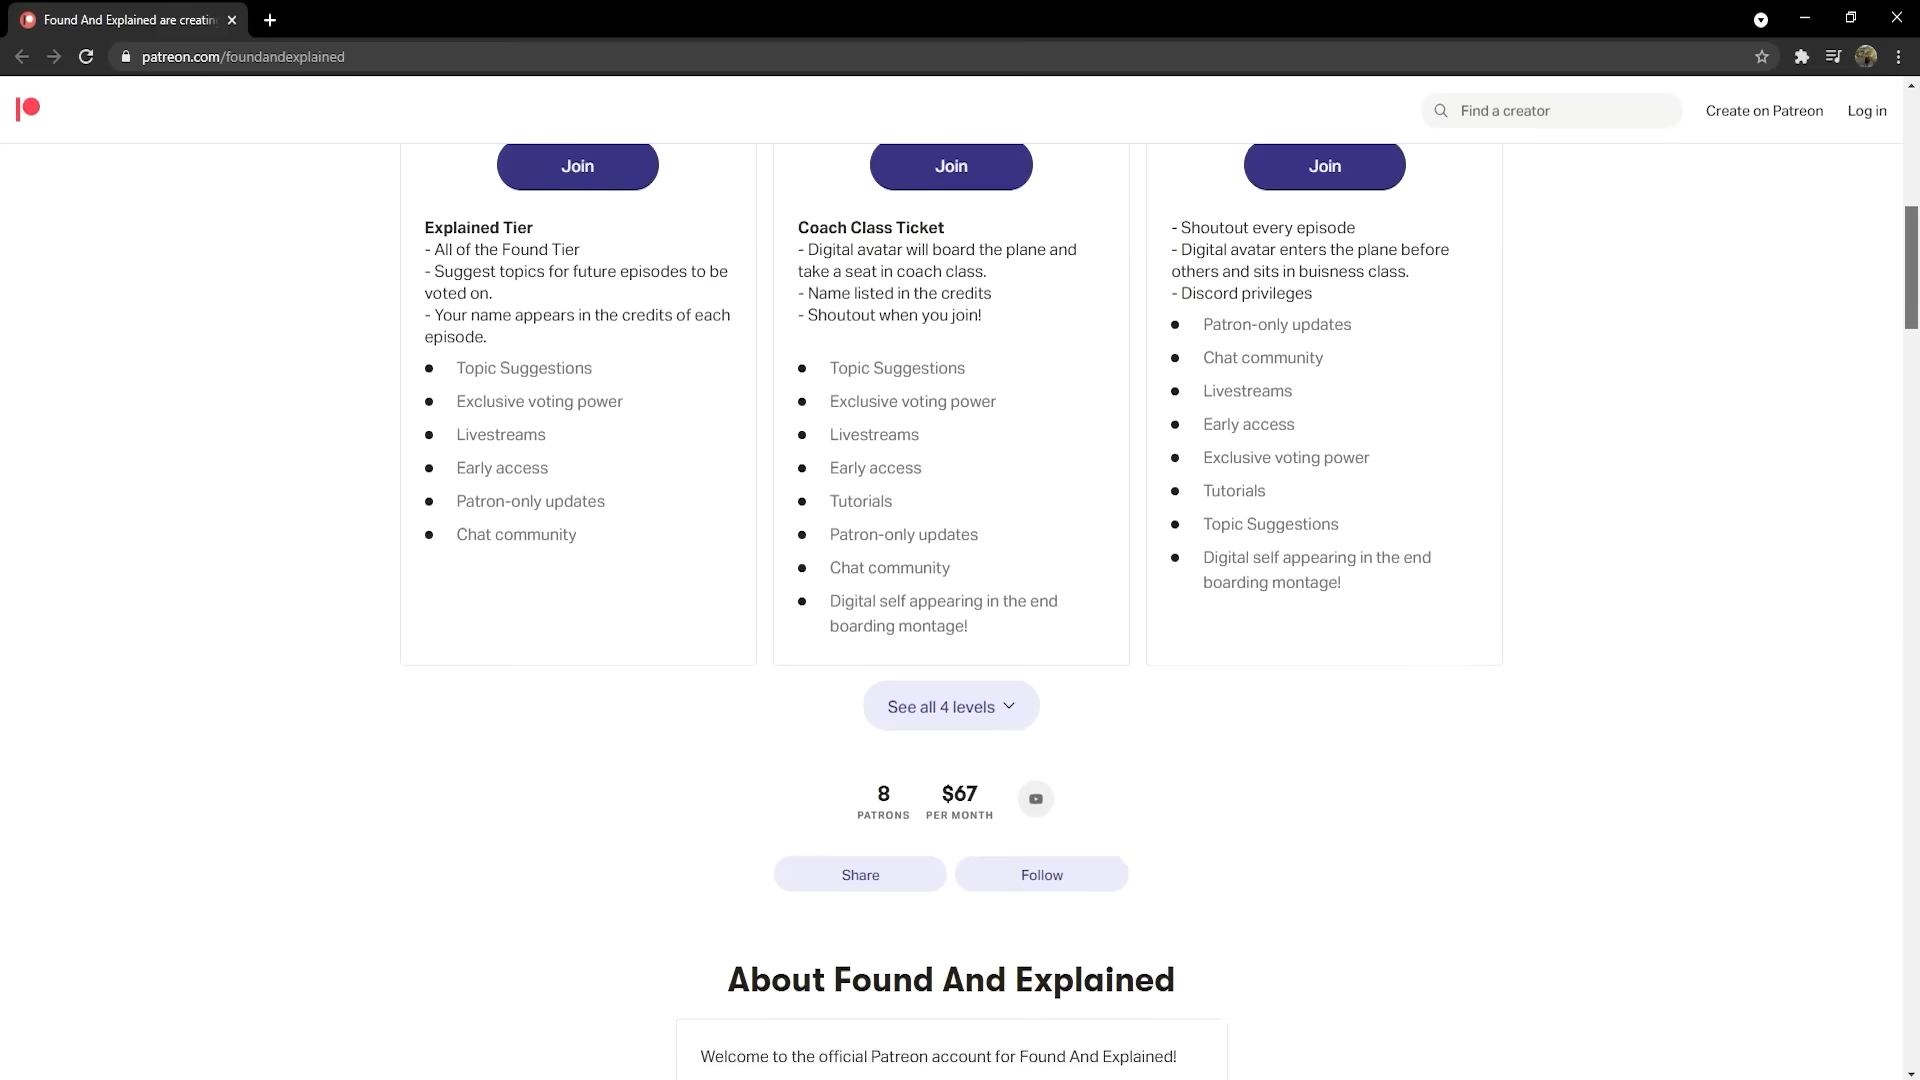 Found And Explained are creatin
patreon.com/foundandexplained
Find a creator
Create on Patreon
Log in
Join
Explained Tier
- All of the Found Tier
- Suggest topics for future episodes to be
voted on.
- Your name appears in the credits of each
episode.
Topic Suggestions
Exclusive voting power
Livestreams
Early access
Patron-only updates
Chat community
Join
Coach Class Ticket
- Digital avatar will board the plane and
take a seat in coach class.
- Name listed in the credits
- Shoutout when you join!
Topic Suggestions
Exclusive voting power
Livestreams
Early access
Tutorials
Patron-only updates
Chat community
Digital self appearing in the end
boarding montage!
Join
- Shoutout every episode
- Digital avatar enters the plane before
others and sits in buisness class.
- Discord privileges
Patron-only updates
Chat community
Livestreams
Early access
Exclusive voting power
Tutorials
Topic Suggestions
Digital self appearing in the end
boarding montage!
See all 4 levels
8 $67
PATRONS PER MONTH
Share Follow
About Found And Explained
Welcome to the official Patreon account for Found And Explained!